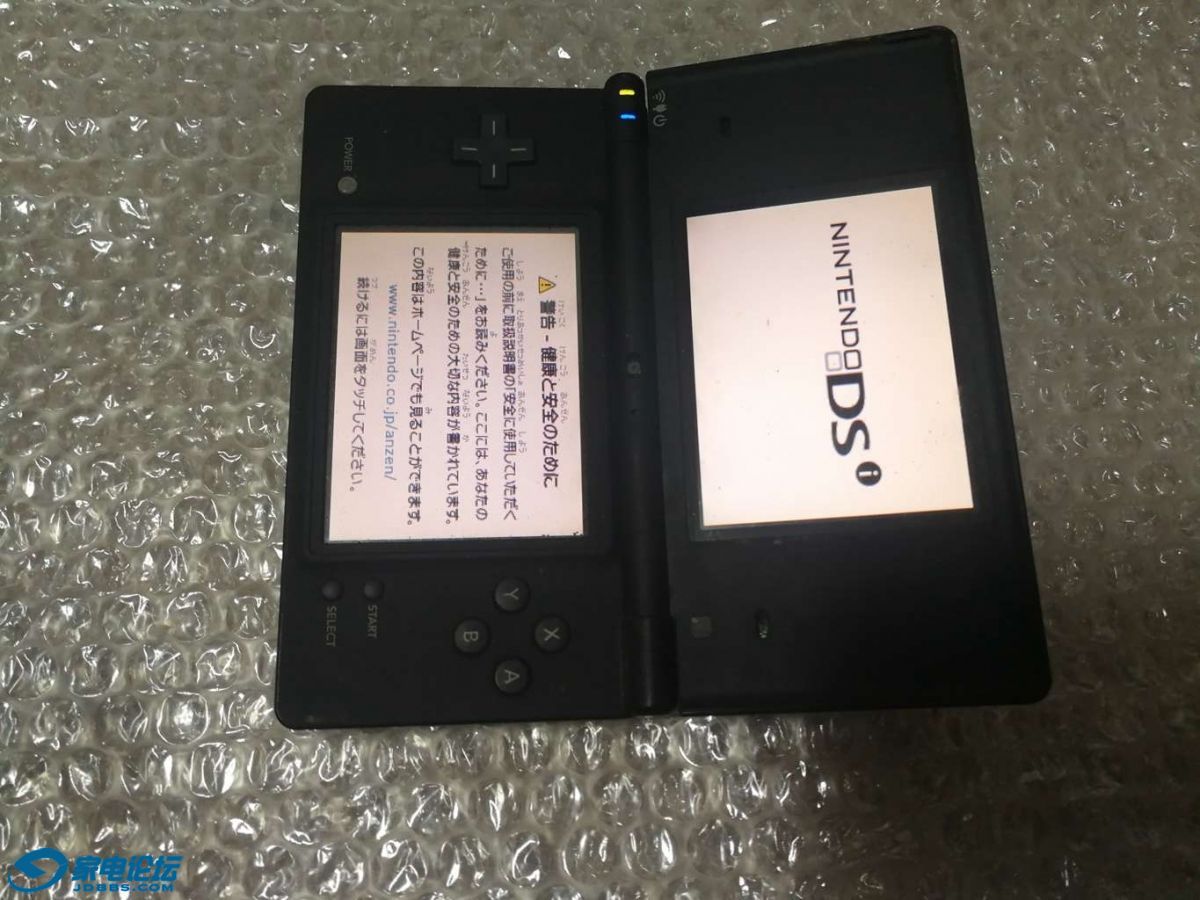 NINTENDO DS i
⚠ 警告 - 健康と安全のために
ご使用の前に取扱説明書の「安全に使用していただく
ために…」をお読みください。ここには、あなたの
健康と安全のための大切な内容が書かれています。
この内容はホームページでも見ることができます。
www.nintendo.co.jp/anzen/
続けるには画面をタッチしてください。
POWER
SELECT
START
Y
X
B
A
家电论坛
JDBBS.COM